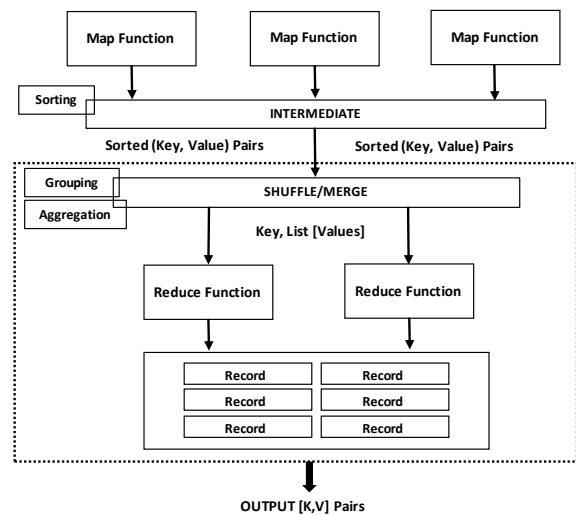 Map Function
Map Function
Map Function
Sorting
INTERMEDIATE
Sorted (Key, Value) Pairs
Sorted (Key, Value) Pairs
Grouping
SHUFFLE/MERGE
Aggregation
Key, List [Values]
Reduce Function
Reduce Function
Record
Record
Record
Record
Record
Record
OUTPUT [K,V] Pairs